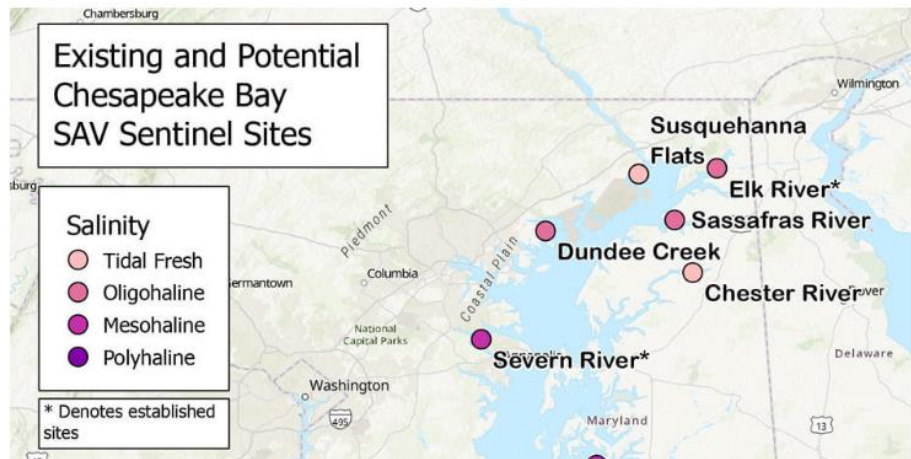 Chambersburg
Existing and Potential
Chesapeake Bay
SAV Sentinel Sites
Wilmington
Susquehanna
Flats
Elk River*
Sassafras River
Dundee Creek
Chester River
Severn River*
Piedmont
Coastal Plain
Columbia
National
Capital Parks
Washington
495
Maryland
Delaware
13
Salinity
Tidal Fresh
Oligohaline
Mesohaline
Polyhaline
* Denotes established
sites